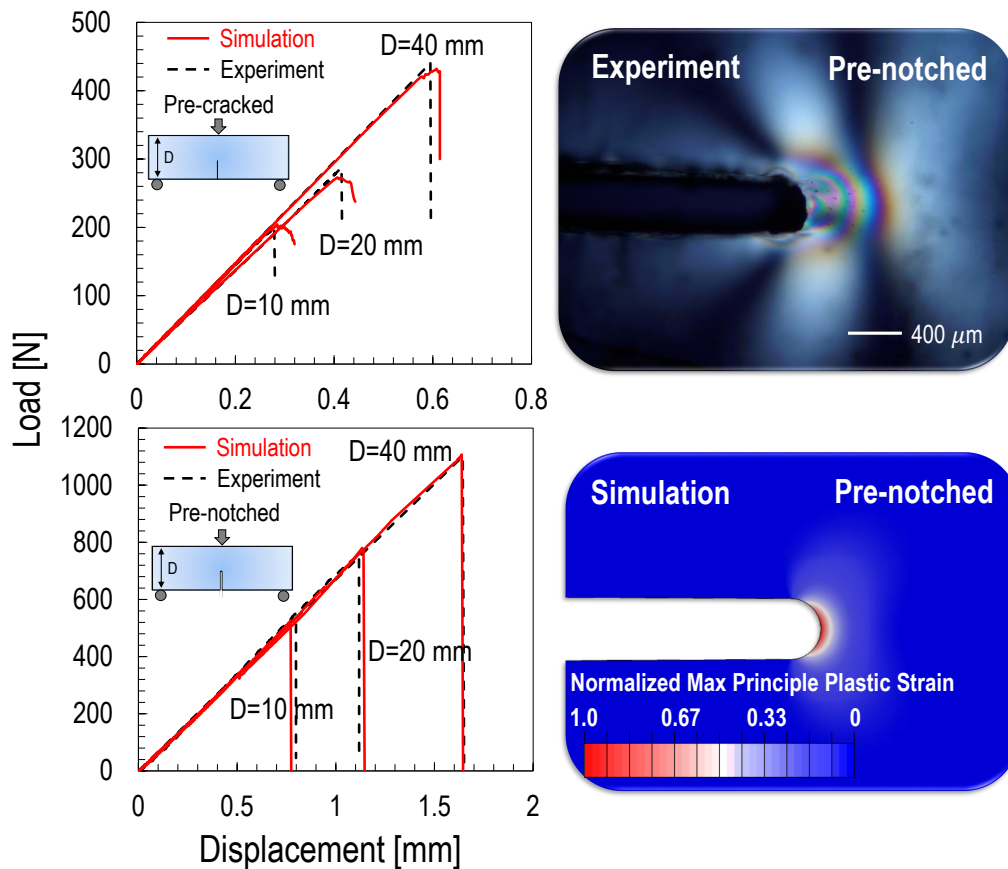 Load [N]
500
400
300
200
100
0
Simulation
Experiment
Pre-cracked
D
D=40 mm
D=20 mm
D=10 mm
0 0.2 0.4 0.6 0.8
Experiment Pre-notched
400 μm
1200
1000
800
600
400
200
0
Simulation
Experiment
Pre-notched
D
D=40 mm
D=20 mm
D=10 mm
0 0.5 1 1.5 2
Displacement [mm]
Simulation Pre-notched
Normalized Max Principle Plastic Strain
1.0 0.67 0.33 0